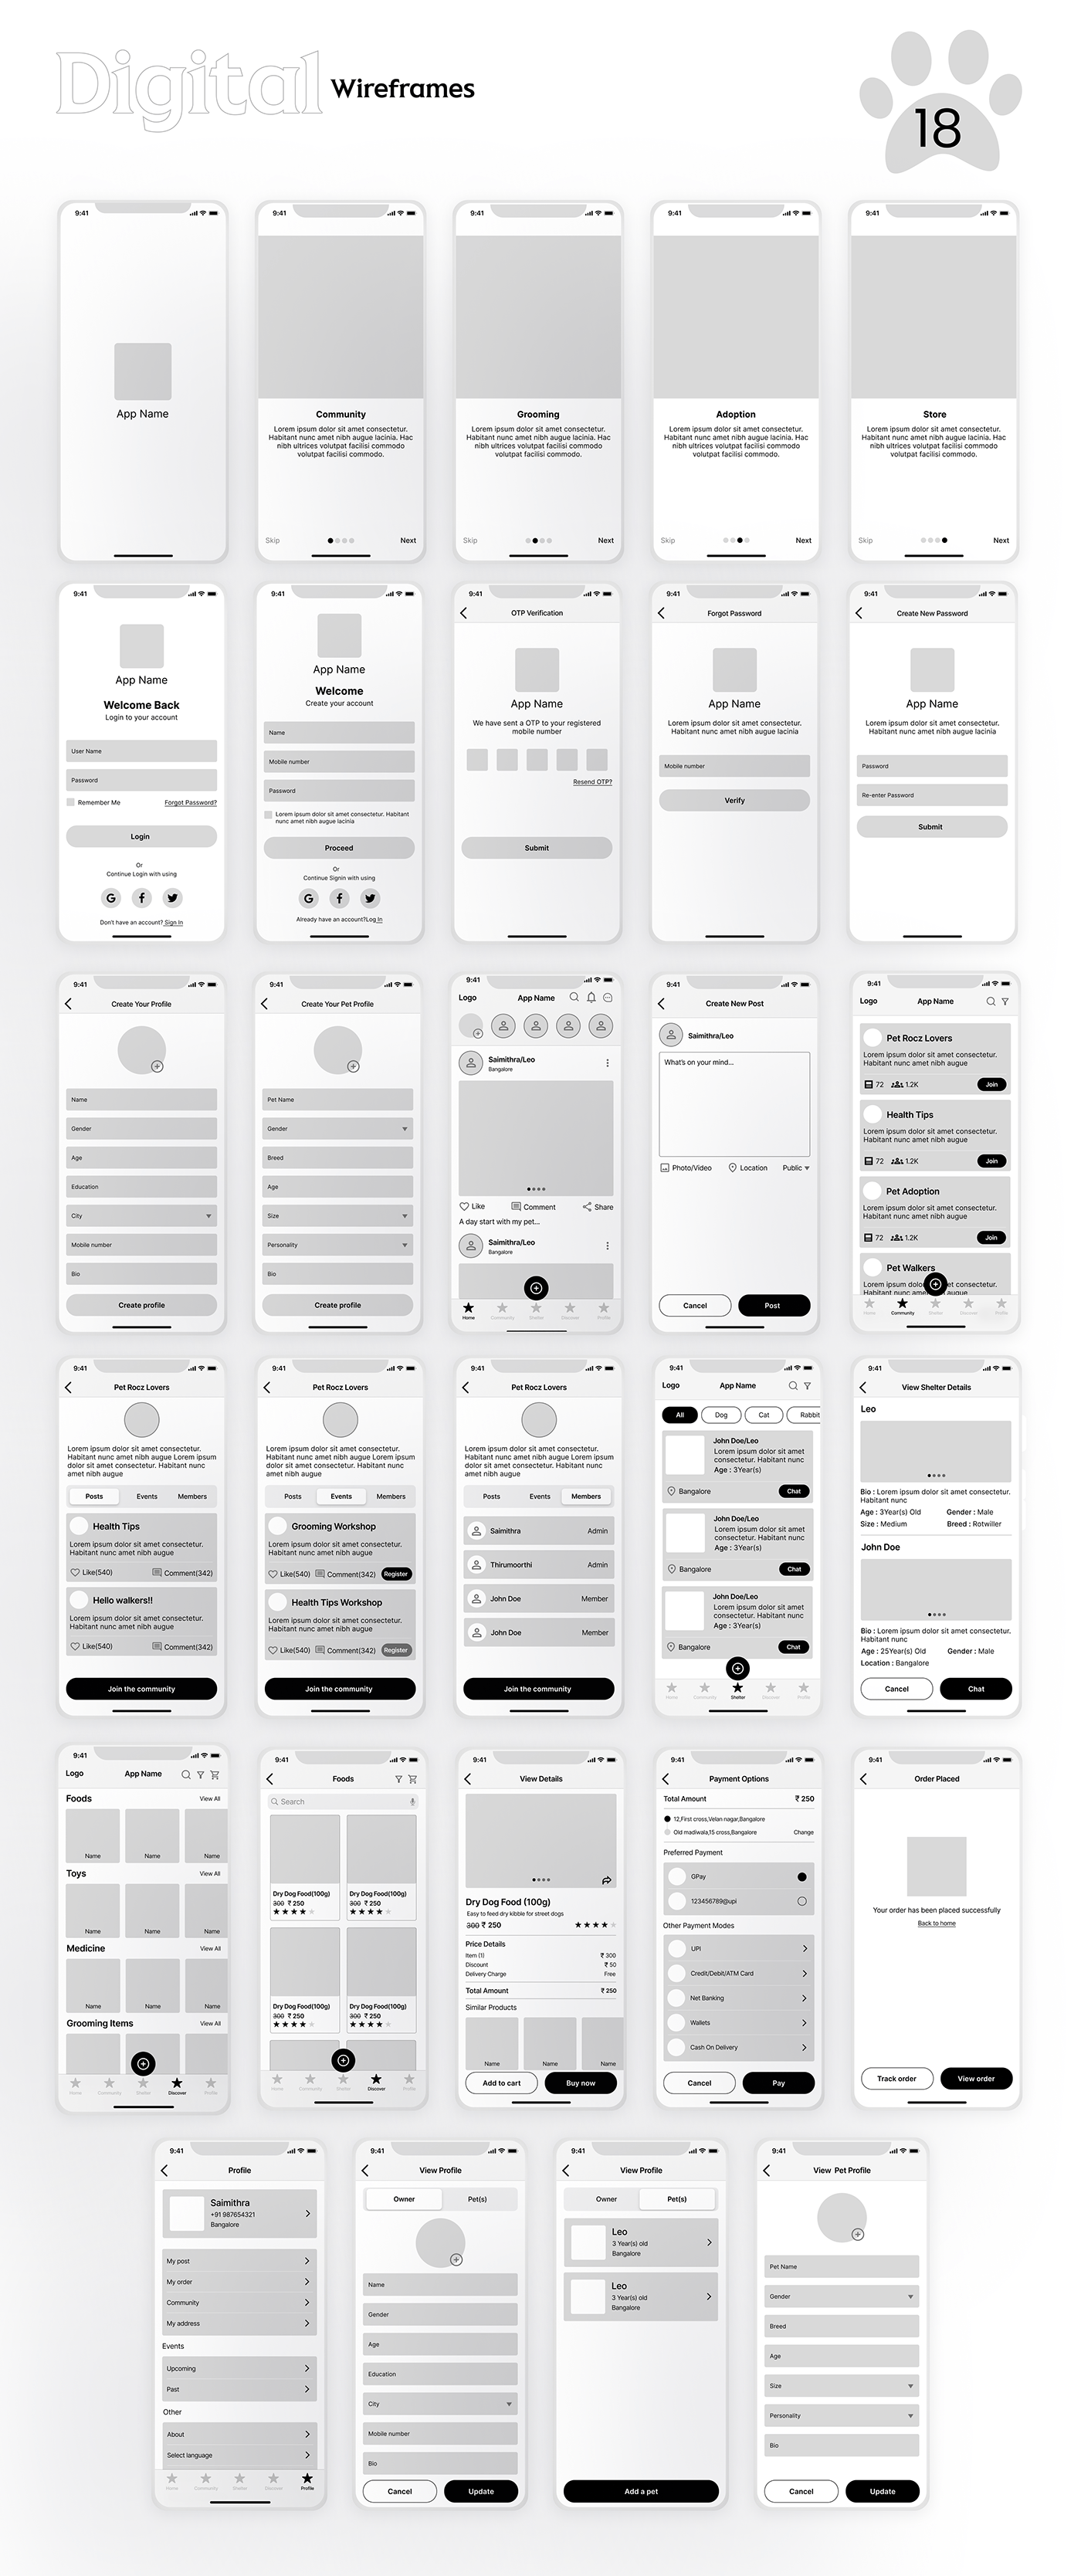 Digital Wireframes
18
9:41
App Name
9:41
Community
Lorem ipsum dolor sit amet consectetur.
Habitant nunc amet nibh augue lacinia. Hac
nibh ultrices volutpat facilisi commodo.
volutpat facilisi commodo.
Skip
Next
9:41
Grooming
Lorem ipsum dolor sit amet consectetur.
Habitant nunc amet nibh augue lacinia. Hac
nibh ultrices volutpat facilisi commodo.
volutpat facilisi commodo.
Skip
Next
9:41
Adoption
Lorem ipsum dolor sit amet consectetur.
Habitant nunc amet nibh augue lacinia. Hac
nibh ultrices volutpat facilisi commodo.
volutpat facilisi commodo.
Skip
Next
9:41
Store
Lorem ipsum dolor sit amet consectetur.
Habitant nunc amet nibh augue lacinia. Hac
nibh ultrices volutpat facilisi commodo.
volutpat facilisi commodo.
Skip
Next
9:41
App Name
Welcome Back
Login to your account
User Name
Password
Remember Me
Forgot Password?
Login
Or
Continue Login with using
Don't have an account? Sign In
9:41
App Name
Welcome
Create your account
Name
Mobile number
Password
Lorem ipsum dolor sit amet consectetur. Habitant
nunc amet nibh augue lacinia
Proceed
Or
Continue Signin with using
Already have an account?Log In
9:41
OTP Verification
App Name
We have sent a OTP to your registered
mobile number
Resend OTP?
Submit
9:41
Forgot Password
App Name
Lorem ipsum dolor sit amet consectetur.
Habitant nunc amet nibh augue lacinia
Mobile number
Verify
9:41
Create New Password
App Name
Lorem ipsum dolor sit amet consectetur.
Habitant nunc amet nibh augue lacinia
Password
Re-enter Password
Submit
9:41
Create Your Profile
Name
Gender
Age
Education
City
Mobile number
Bio
Create profile
9:41
Create Your Pet Profile
Pet Name
Gender
Breed
Age
Size
Personality
Bio
Create profile
9:41
Logo
App Name
Saimithra/Leo
Bangalore
Like
Comment
Share
A day start with my pet...
Saimithra/Leo
Bangalore
Home
Community
Shelter
Discover
Profile
9:41
Create New Post
Saimithra/Leo
What's on your mind...
Photo/Video
Location
Public
Cancel
Post
9:41
Logo
App Name
Pet Rocz Lovers
Lorem ipsum dolor sit amet consectetur.
Habitant nunc amet nibh augue
72
1.2K
Join
Health Tips
Lorem ipsum dolor sit amet consectetur.
Habitant nunc amet nibh augue
72
1.2K
Join
Pet Adoption
Lorem ipsum dolor sit amet consectetur.
Habitant nunc amet nibh augue
72
1.2K
Join
Pet Walkers
Lorem ipsum dolo et consectetur.
Habitant nunc amet nibh augue
Home
Community
Shelter
Discover
Profile
9:41
Pet Rocz Lovers
Lorem ipsum dolor sit amet consectetur.
Habitant nunc amet nibh augue Lorem ipsum
dolor sit amet consectetur. Habitant nunc
amet nibh augue
Posts
Events
Members
Health Tips
Lorem ipsum dolor sit amet consectetur.
Habitant nunc amet nibh augue
Like(540)
Comment(342)
Hello walkers!!
Lorem ipsum dolor sit amet consectetur.
Habitant nunc amet nibh augue
Like(540)
Comment(342)
Join the community
9:41
Pet Rocz Lovers
Lorem ipsum dolor sit amet consectetur.
Habitant nunc amet nibh augue Lorem ipsum
dolor sit amet consectetur. Habitant nunc
amet nibh augue
Posts
Events
Members
Grooming Workshop
Lorem ipsum dolor sit amet consectetur.
Habitant nunc amet nibh augue
Like(540)
Comment(342)
Register
Health Tips Workshop
Lorem ipsum dolor sit amet consectetur.
Habitant nunc amet nibh augue
Like(540)
Comment(342)
Register
Join the community
9:41
Pet Rocz Lovers
Lorem ipsum dolor sit amet consectetur.
Habitant nunc amet nibh augue Lorem ipsum
dolor sit amet consectetur. Habitant nunc
amet nibh augue
Posts
Events
Members
Saimithra
Admin
Thirumoorthi
Admin
John Doe
Member
John Doe
Member
Join the community
9:41
Logo
App Name
All
Dog
Cat
Rabbit
John Doe/Leo
Lorem ipsum dolor sit amet
consectetur. Habitant nunc
Age : 3Year(s)
Bangalore
Chat
John Doe/Leo
Lorem ipsum dolor sit amet
consectetur. Habitant nunc
Age : 3Year(s)
Bangalore
Chat
John Doe/Leo
Lorem ipsum dolor sit amet
consectetur. Habitant nunc
Age : 3Year(s)
Bangalore
Chat
Home
Community
Shelter
Discover
Profile
9:41
View Shelter Details
Leo
Bio : Lorem ipsum dolor sit amet consectetur.
Habitant nunc
Age : 3Year(s) Old
Gender : Male
Size : Medium
Breed : Rotwiller
John Doe
Bio : Lorem ipsum dolor sit amet consectetur.
Habitant nunc
Age : 25Year(s) Old
Gender : Male
Location : Bangalore
Cancel
Chat
9:41
Logo
App Name
Foods
View All
Name
Name
Name
Toys
View All
Name
Name
Name
Medicine
View All
Name
Name
Name
Grooming Items
View All
Home
Community
Shelter
Discover
Profile
9:41
Foods
Search
Dry Dog Food(100g)
300 ₹ 250
Dry Dog Food(100g)
300 ₹ 250
Dry Dog Food(100g)
300 ₹ 250
Dry Dog Food(100g)
300 ₹ 250
Home
Community
Shelter
Discover
Profile
9:41
View Details
Dry Dog Food (100g)
Easy to feed dry kibble for street dogs
300 ₹ 250
Price Details
Item (1)
₹ 300
Discount
₹ 50
Delivery Charge
Free
Total Amount
₹ 250
Similar Products
Name
Name
Name
Add to cart
Buy now
9:41
Payment Options
Total Amount
₹ 250
12,First cross,Velan nagar,Bangalore
Old madiwala,15 cross,Bangalore
Change
Preferred Payment
GPay
123456789@upi
Other Payment Modes
UPI
Credit/Debit/ATM Card
Net Banking
Wallets
Cash On Delivery
Cancel
Pay
9:41
Order Placed
Your order has been placed successfully
Back to home
Track order
View order
9:41
Profile
Saimithra
+91 987654321
Bangalore
My post
My order
Community
My address
Events
Upcoming
Past
Other
About
Select language
Home
Community
Shelter
Discover
Profile
9:41
View Profile
Owner
Pet(s)
Name
Gender
Age
Education
City
Mobile number
Bio
Cancel
Update
9:41
View Profile
Owner
Pet(s)
Leo
3 Year(s) old
Bangalore
Leo
3 Year(s) old
Bangalore
Add a pet
9:41
View Pet Profile
Pet Name
Gender
Breed
Age
Size
Personality
Bio
Cancel
Update